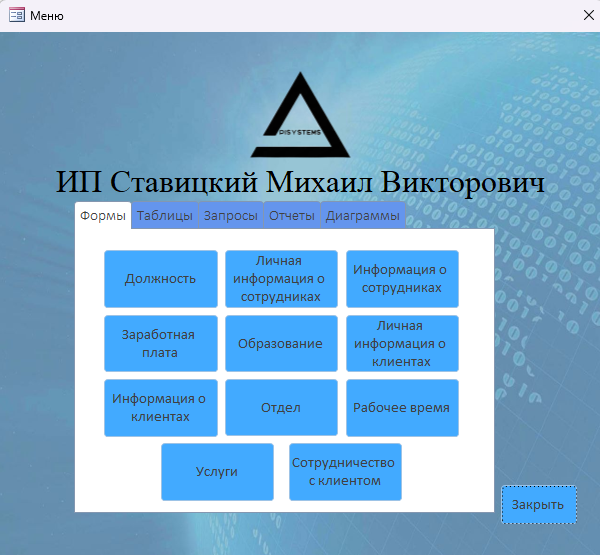 Меню
DISYSTEMS
ИП Ставицкий Михаил Викторович
Формы Таблицы Запросы Отчеты Диаграммы
Должность
Личная
информация о
сотрудниках
Информация о
сотрудниках
Заработная
плата
Образование
Личная
информация о
клиентах
Информация о
клиентах
Отдел
Рабочее время
Услуги
Сотрудничество
с клиентом
Закрыть